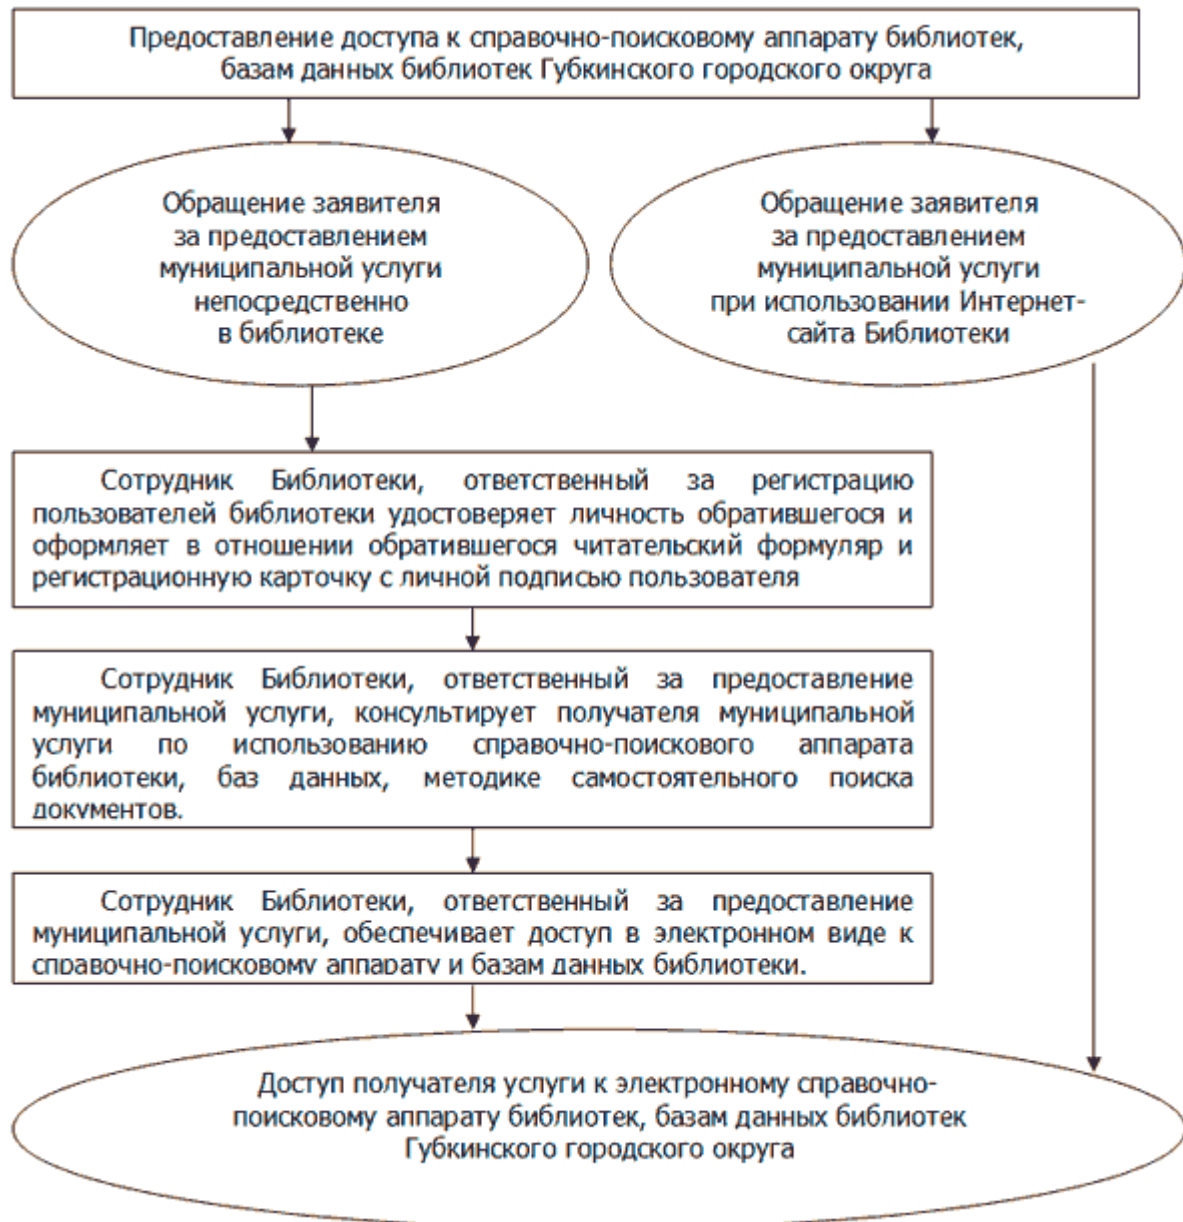 Предоставление доступа к справочно-поисковому аппарату библиотек,
базам данных библиотек Губкинского городского округа
Обращение заявителя
за предоставлением
муниципальной услуги
непосредственно
в библиотеке
Обращение заявителя
за предоставлением
муниципальной услуги
при использовании Интернет-
сайта Библиотеки
Сотрудник Библиотеки, ответственный за регистрацию
пользователей библиотеки удостоверяет личность обратившегося и
оформляет в отношении обратившегося читательский формуляр и
регистрационную карточку с личной подписью пользователя
Сотрудник Библиотеки, ответственный за предоставление
муниципальной услуги, консультирует получателя муниципальной
услуги по использованию справочно-поискового аппарата
библиотеки, баз данных, методике самостоятельного поиска
документов.
Сотрудник Библиотеки, ответственный за предоставление
муниципальной услуги, обеспечивает доступ в электронном виде к
справочно-поисковому аппарату и базам данных библиотеки.
Доступ получателя услуги к электронному справочно-
поисковому аппарату библиотек, базам данных библиотек
Губкинского городского округа